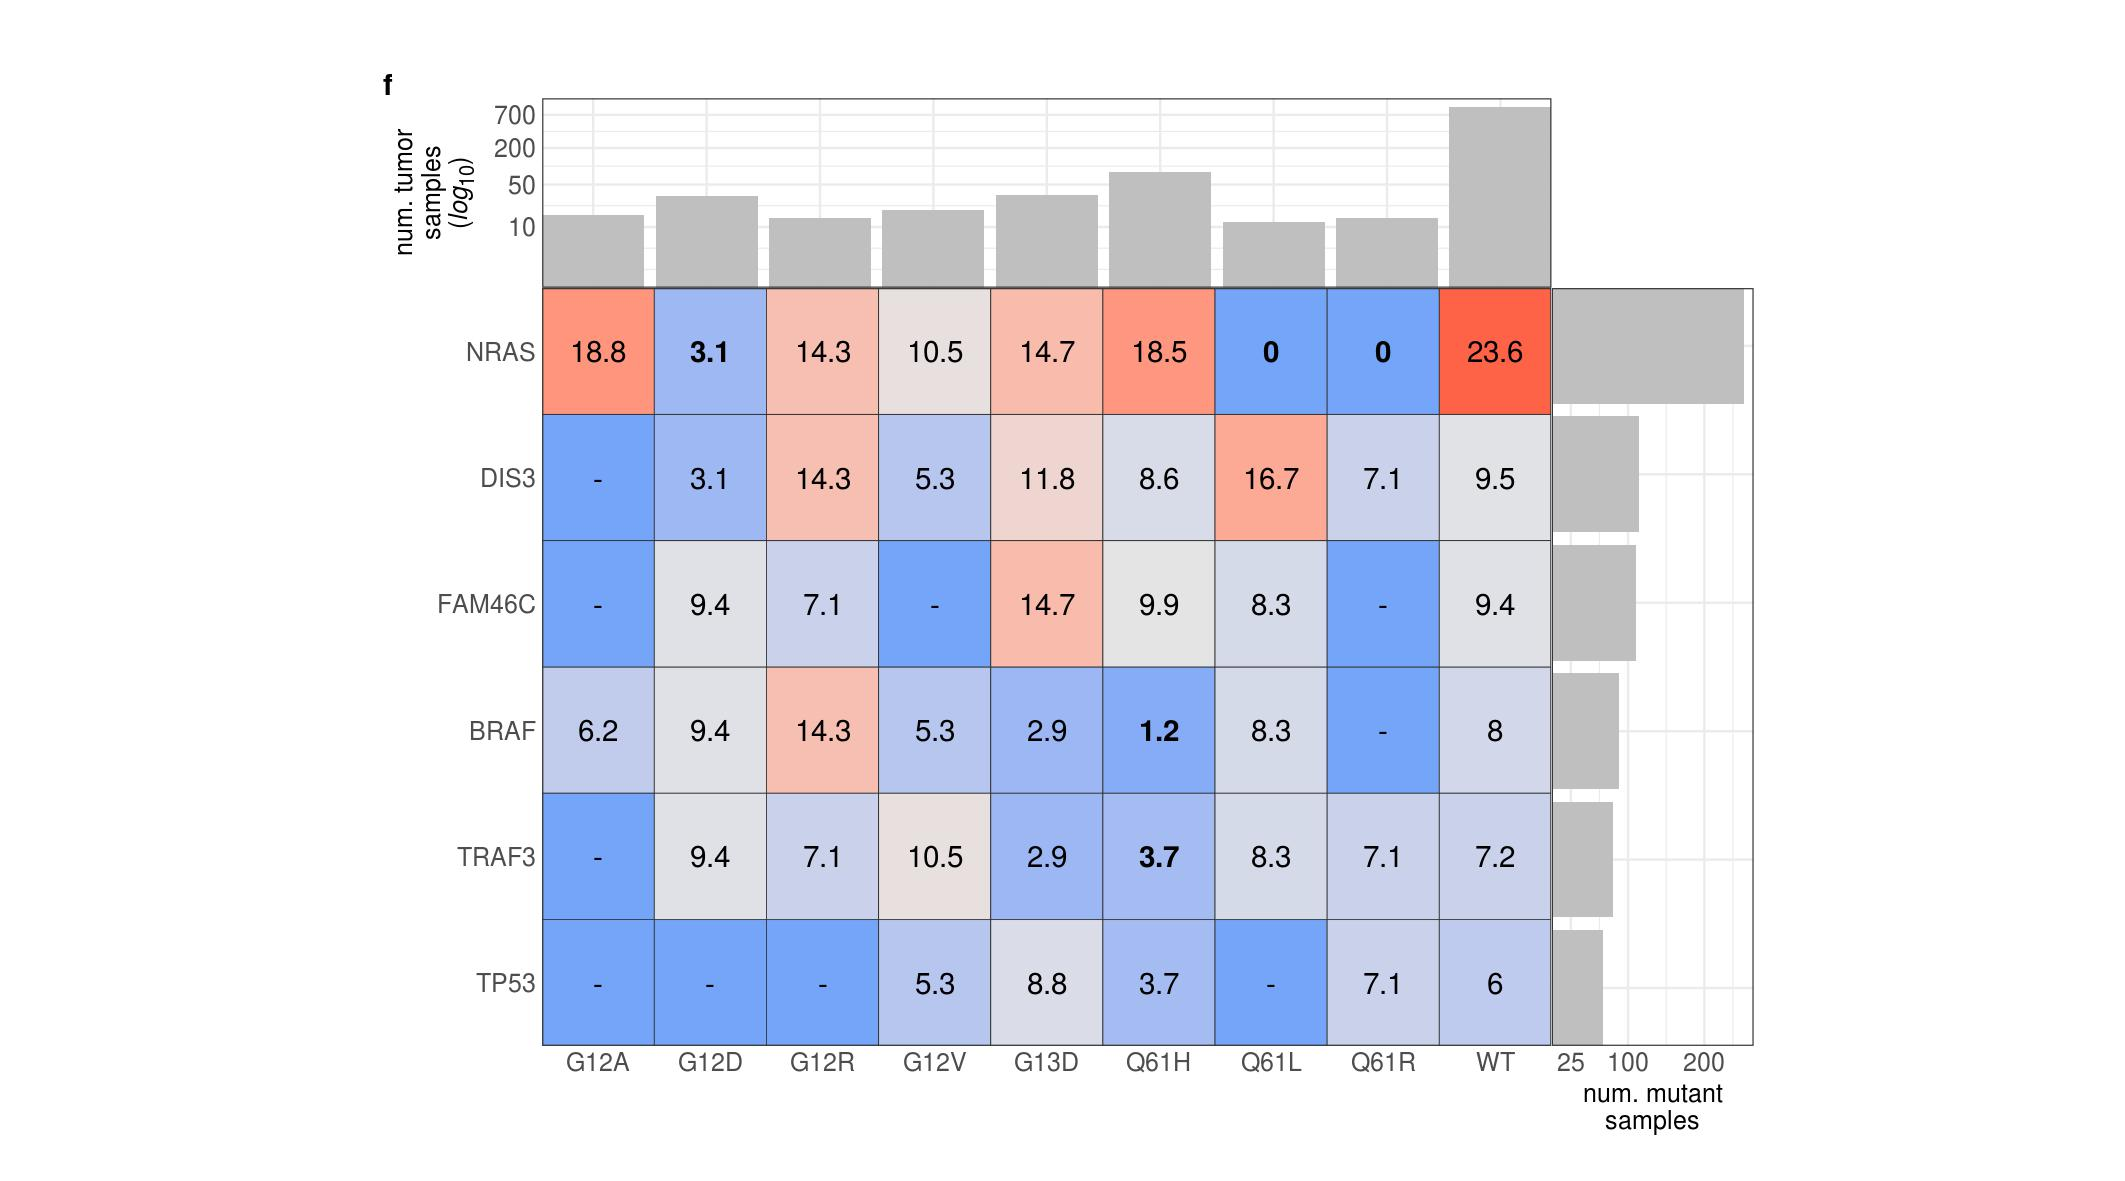 f
num. tumor
samples
(log10)
700
200
50
10
NRAS 18.8 3.1 14.3 10.5 14.7 18.5 0 0 23.6
DIS3 - 3.1 14.3 5.3 11.8 8.6 16.7 7.1 9.5
FAM46C - 9.4 7.1 - 14.7 9.9 8.3 - 9.4
BRAF 6.2 9.4 14.3 5.3 2.9 1.2 8.3 - 8
TRAF3 - 9.4 7.1 10.5 2.9 3.7 8.3 7.1 7.2
TP53 - - - 5.3 8.8 3.7 - 7.1 6
G12A G12D G12R G12V G13D Q61H Q61L Q61R WT 25 100 200
num. mutant
samples